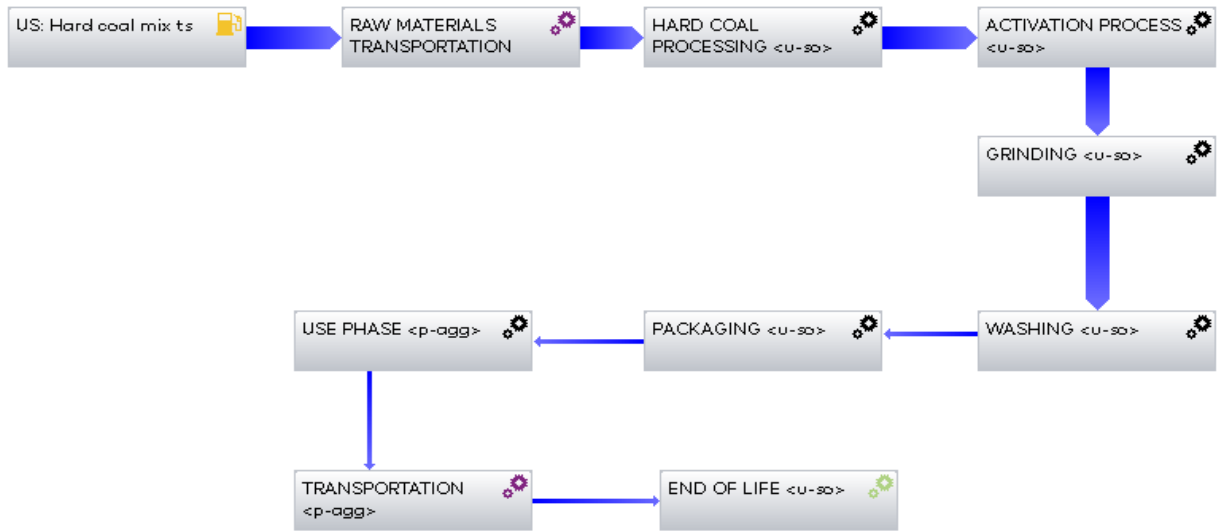 US: Hard coal mix ts
RAW MATERIALS
TRANSPORTATION
HARD COAL
PROCESSING <u-so>
ACTIVATION PROCESS
<u-so>
GRINDING <u-so>
WASHING <u-so>
PACKAGING <u-so>
USE PHASE <p-agg>
TRANSPORTATION
<p-agg>
END OF LIFE <u-so>